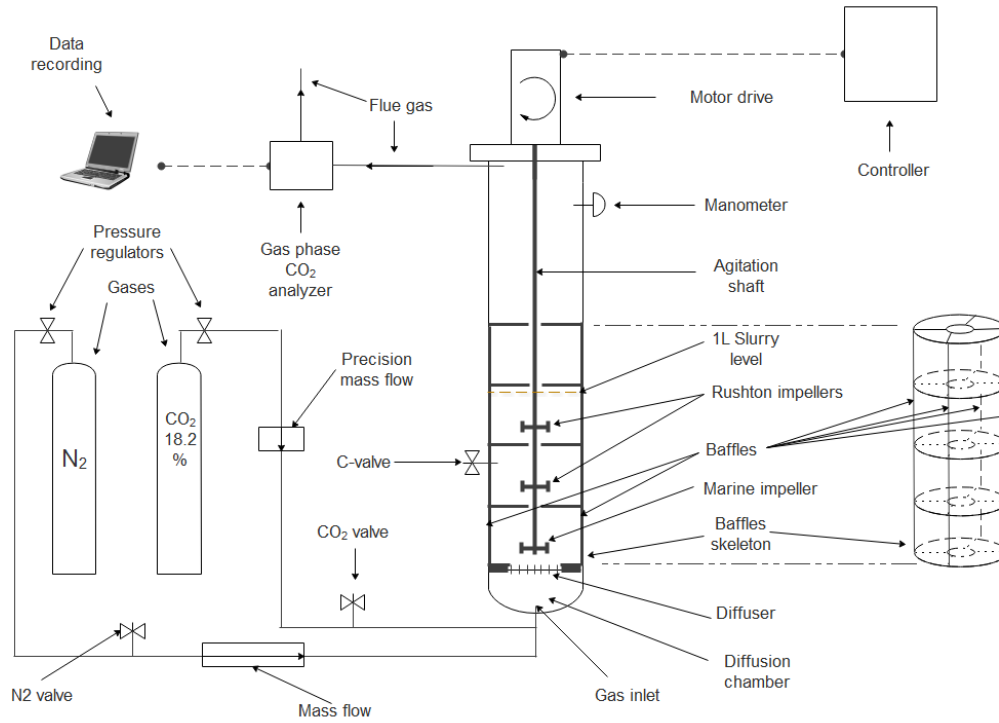 Data
recording
Flue gas
Motor drive
Controller
Manometer
Gas phase
CO₂
analyzer
Pressure
regulators
Gases
Agitation
shaft
1L Slurry
level
Precision
mass flow
Rushton impellers
N₂
CO₂
18.2
%
C-valve
Baffles
Marine impeller
CO₂ valve
Baffles
skeleton
Diffuser
Diffusion
chamber
N2 valve
Mass flow
Gas inlet